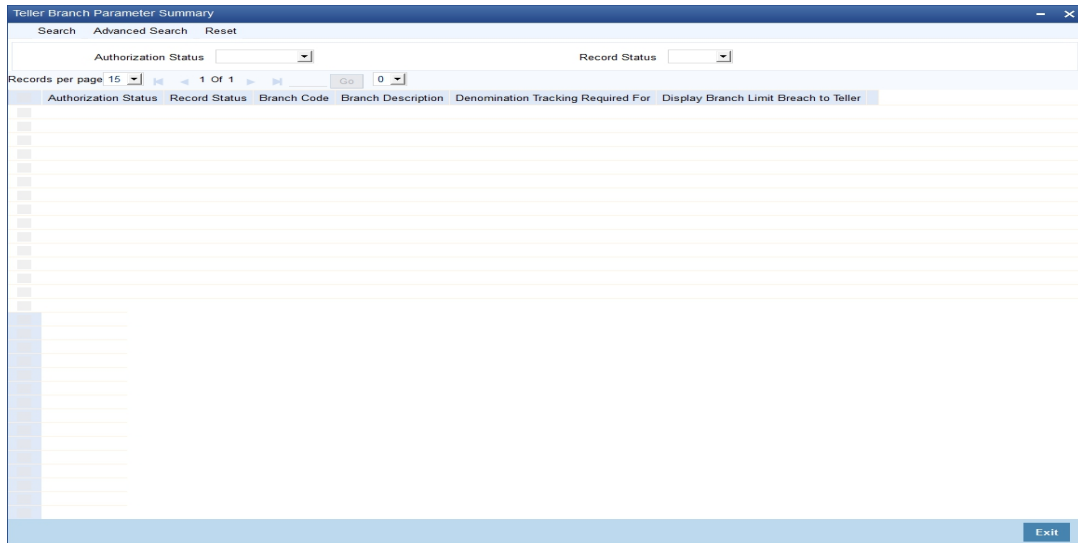 Teller Branch Parameter Summary
Search Advanced Search Reset
Authorization Status Record Status
Records per page 15 1 Of 1 Go 0
Authorization Status Record Status Branch Code Branch Description Denomination Tracking Required For Display Branch Limit Breach to Teller
Exit